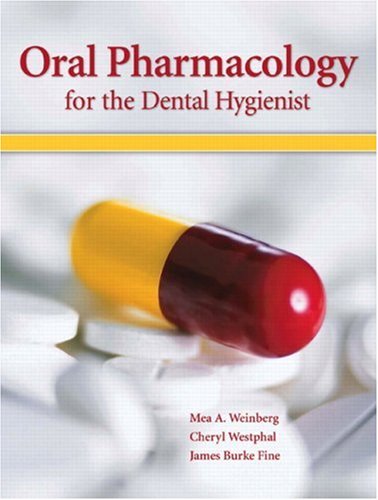 Oral Pharmacology
for the Dental Hygienist
Mea A. Weinberg
Cheryl Westphal
James Burke Fine